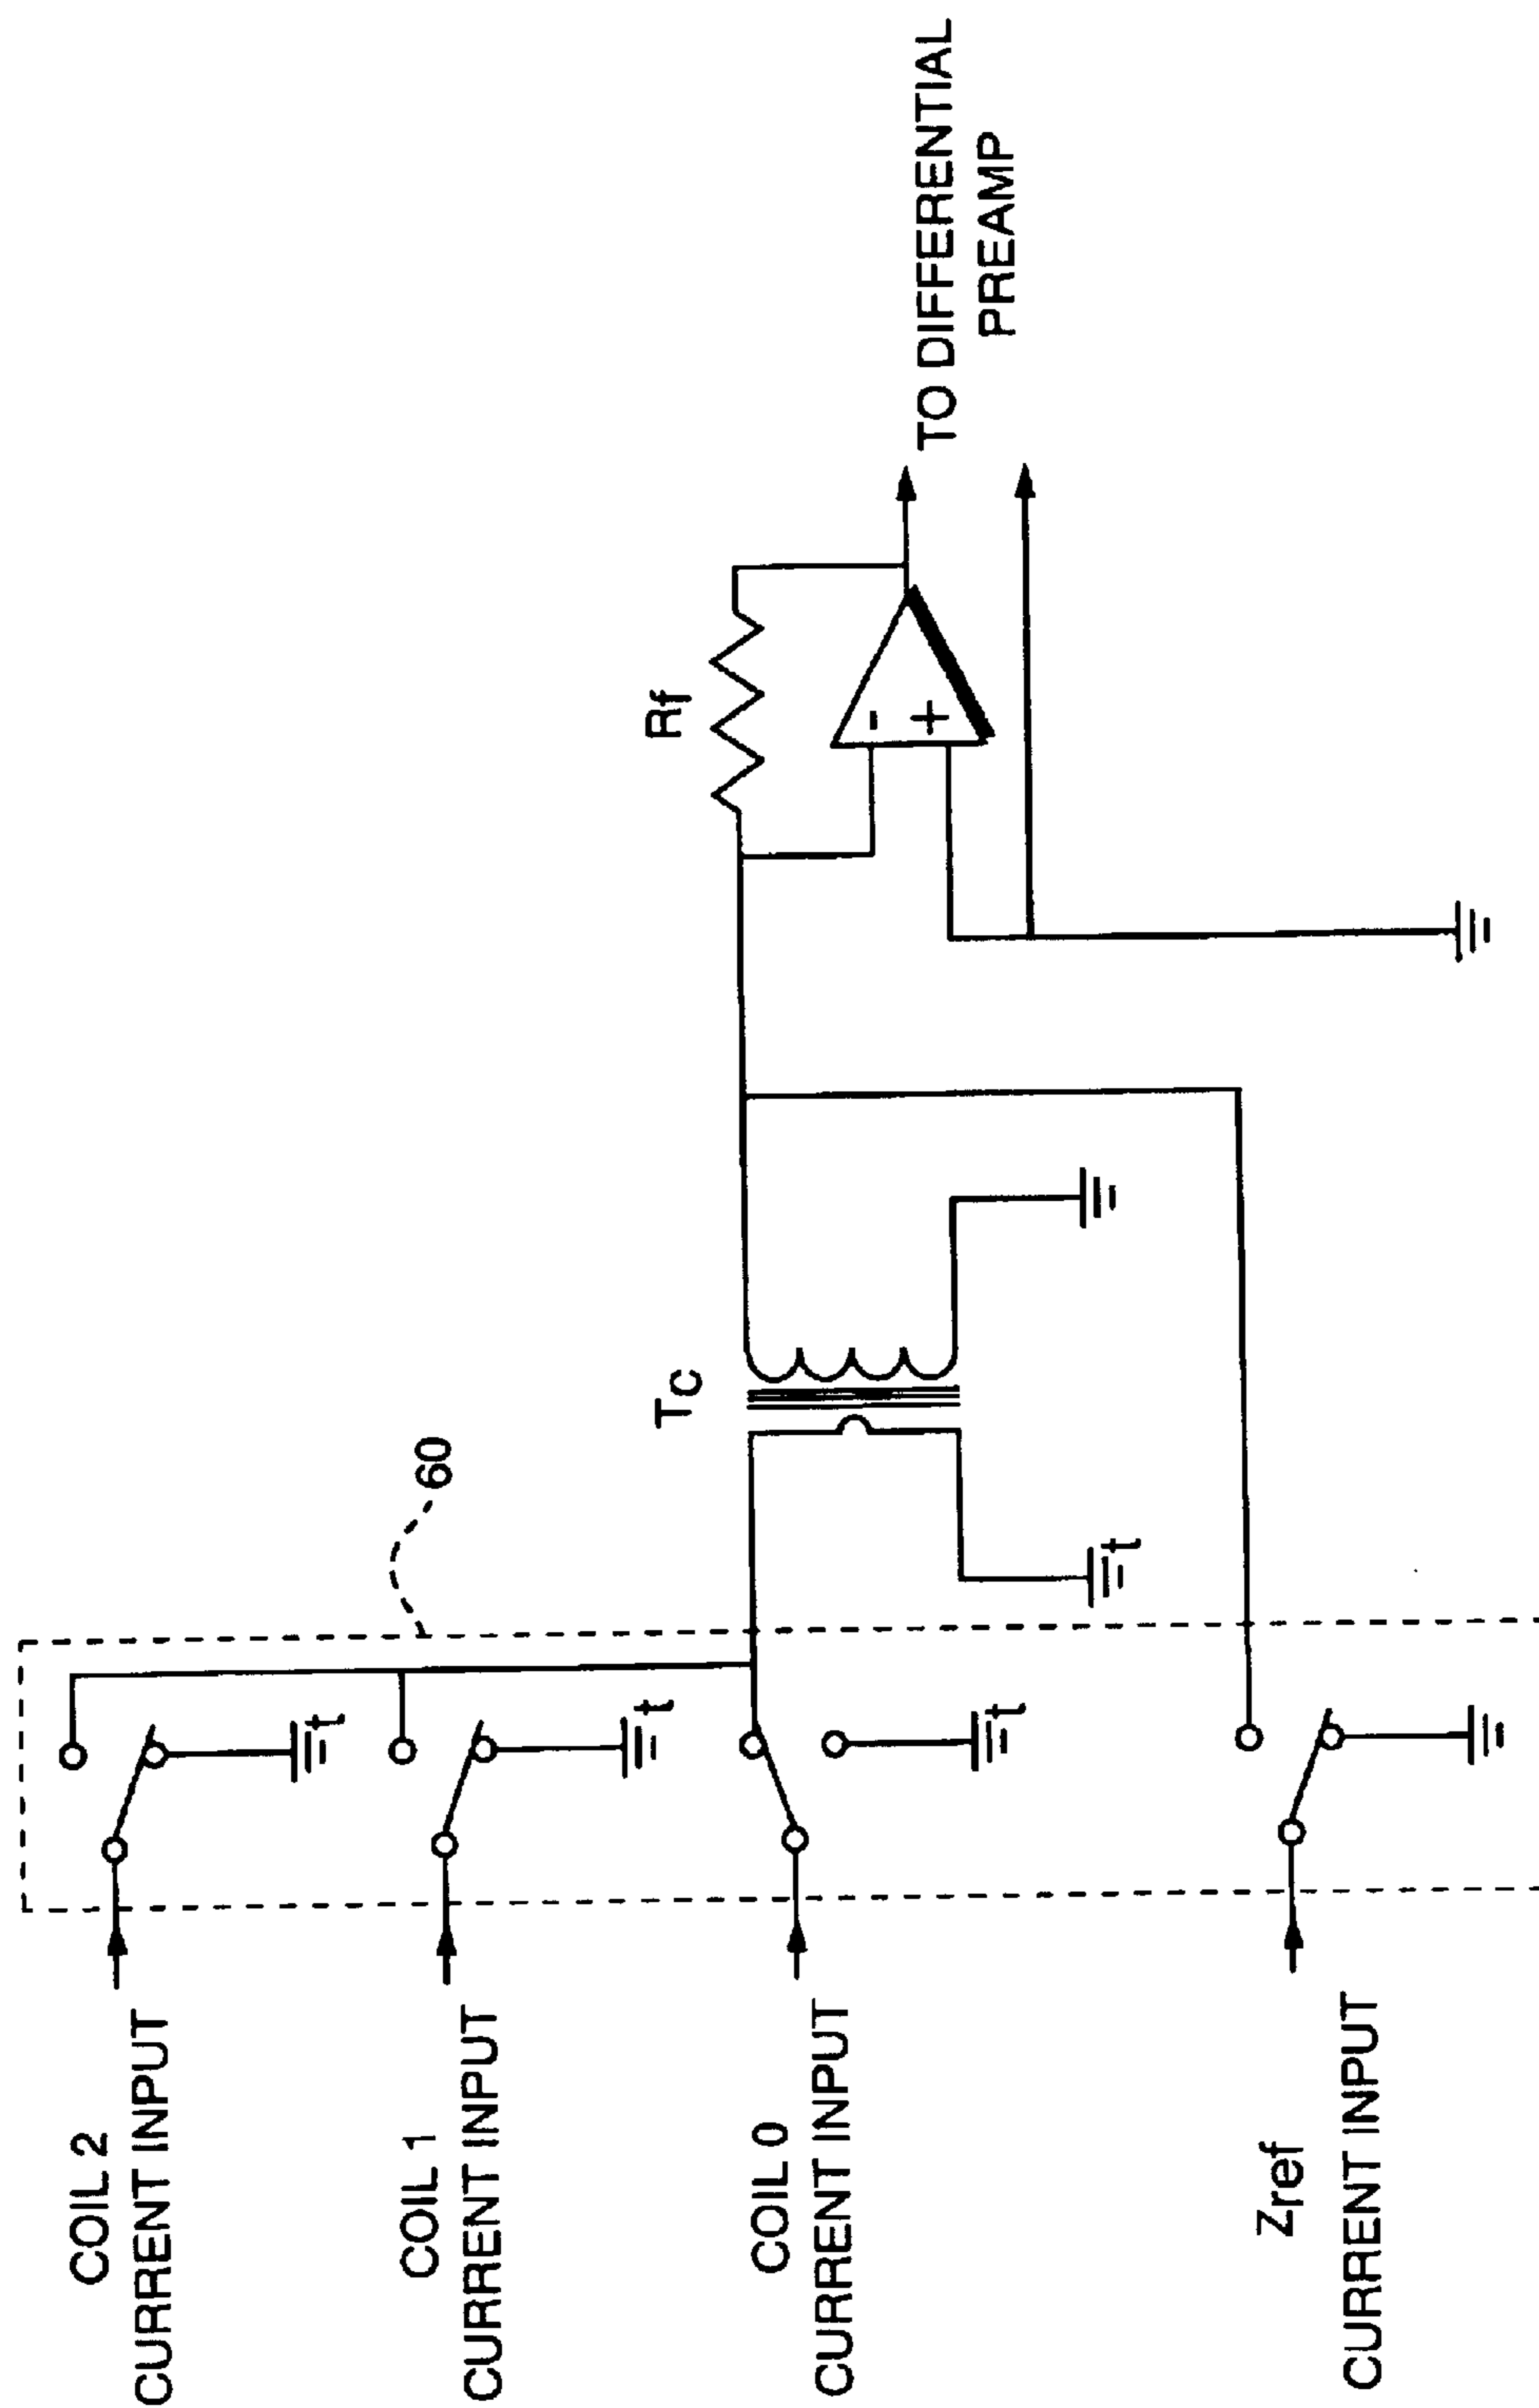 COIL 2
CURRENT INPUT
COIL 1
CURRENT INPUT
COIL 0
CURRENT INPUT
Zref
CURRENT INPUT
60
t
t
t
t
TC
Rf
-
+
TO DIFFERENTIAL
PREAMP